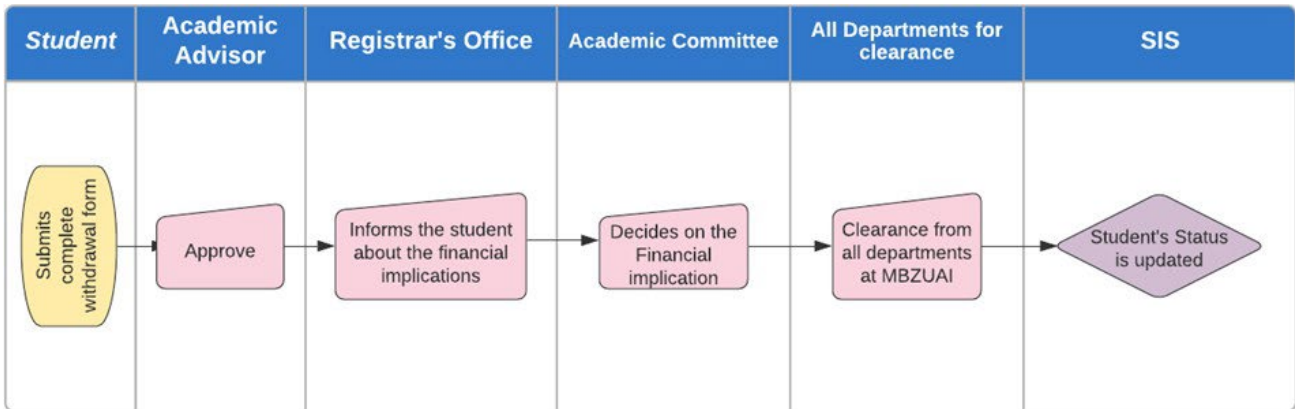 Student
Academic
Advisor
Registrar's Office
Academic Committee
All Departments for
clearance
SIS
Submits
complete
withdrawal form
Approve
Informs the student
about the financial
implications
Decides on the
Financial
implication
Clearance from
all departments
at MBZUAI
Student's Status
is updated